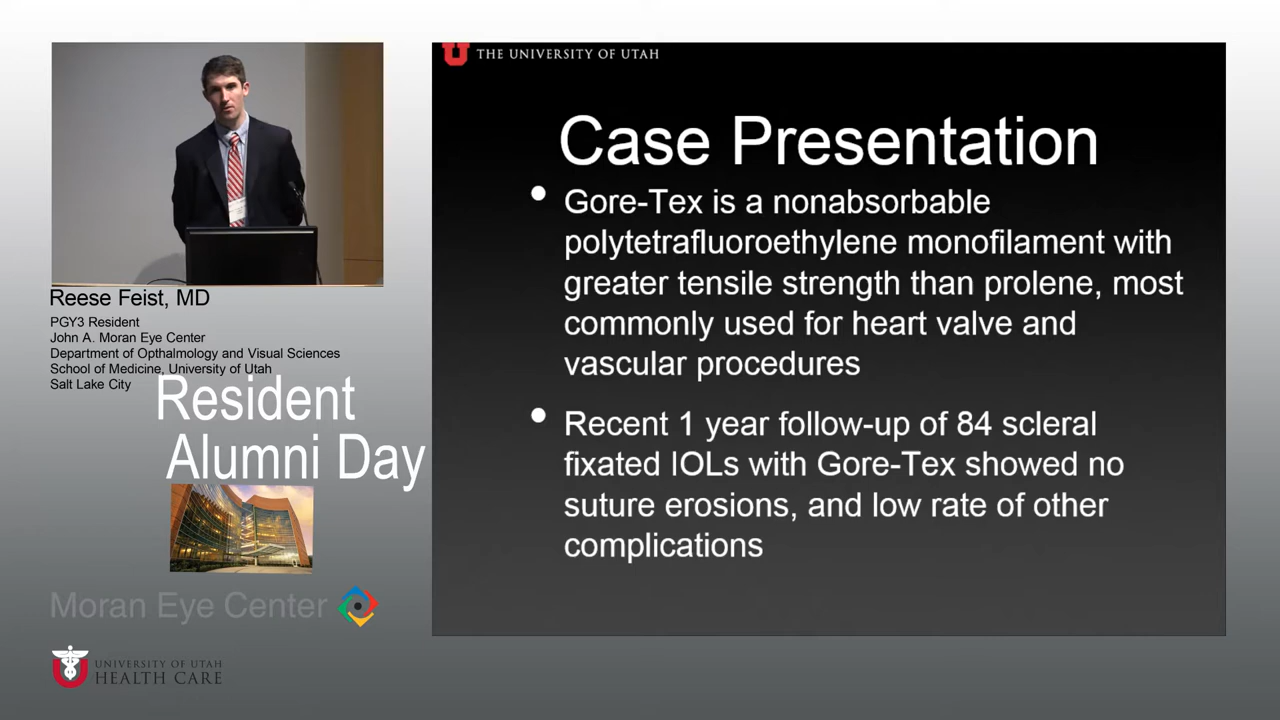 THE UNIVERSITY OF UTAH
Case Presentation
• Gore-Tex is a nonabsorbable
polytetrafluoroethylene monofilament with
greater tensile strength than prolene, most
commonly used for heart valve and
vascular procedures
• Recent 1 year follow-up of 84 scleral
fixated IOLs with Gore-Tex showed no
suture erosions, and low rate of other
complications
Reese Feist, MD
PGY3 Resident
John A. Moran Eye Center
Department of Opthalmology and Visual Sciences
School of Medicine, University of Utah
Salt Lake City
Resident
Alumni Day
Moran Eye Center
UNIVERSITY OF UTAH
HEALTH CARE